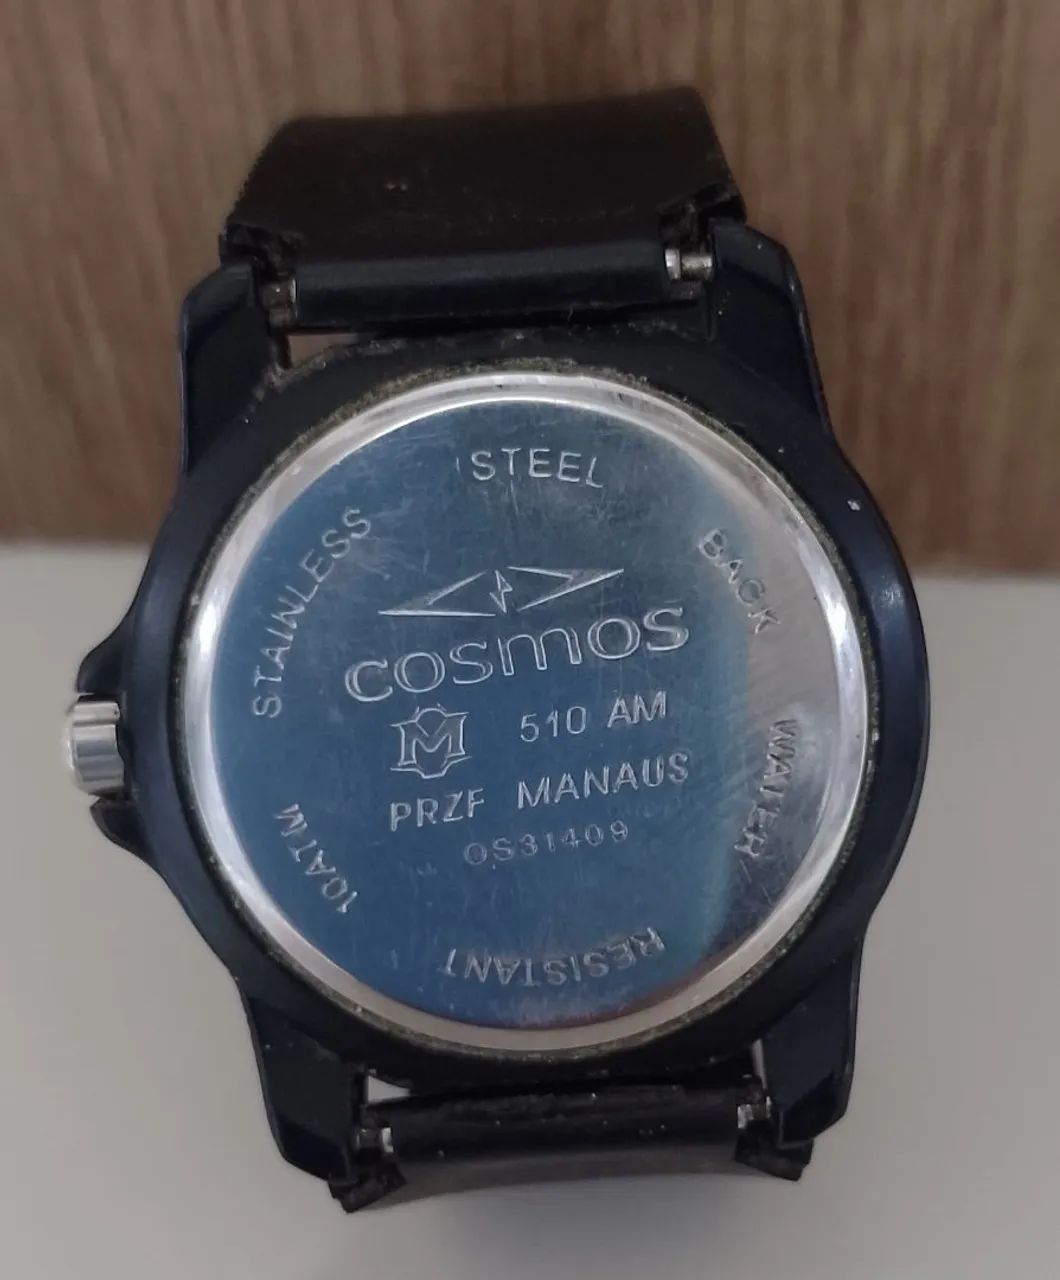 STAINLESS STEEL BACK WATER RESISTANT 10ATM
COSMOS
M 510 AM
PRZF MANAUS
OS31409